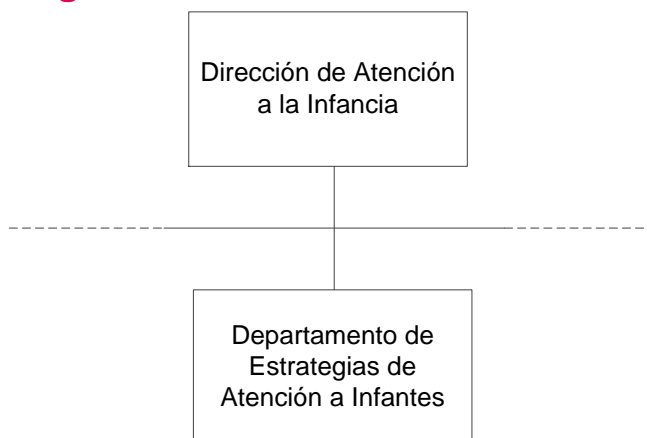 Dirección de Atención
a la Infancia
Departamento de
Estrategias de
Atención a Infantes